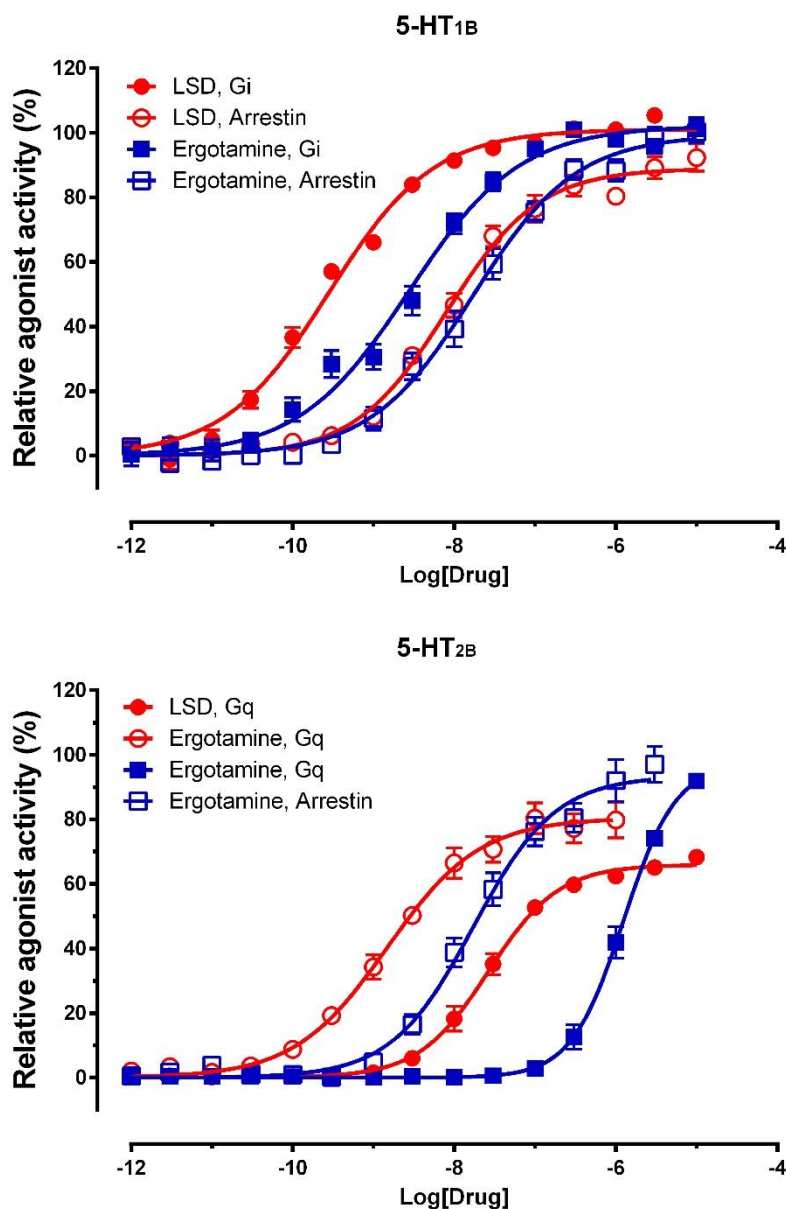 5-HT1B
Relative agonist activity (%)
120
100
80
60
40
20
0
LSD, Gi
LSD, Arrestin
Ergotamine, Gi
Ergotamine, Arrestin
-12
-10
-8
-6
-4
Log[Drug]
5-HT2B
Relative agonist activity (%)
120
100
80
60
40
20
0
LSD, Gq
Ergotamine, Gq
Ergotamine, Gq
Ergotamine, Arrestin
-12
-10
-8
-6
-4
Log[Drug]